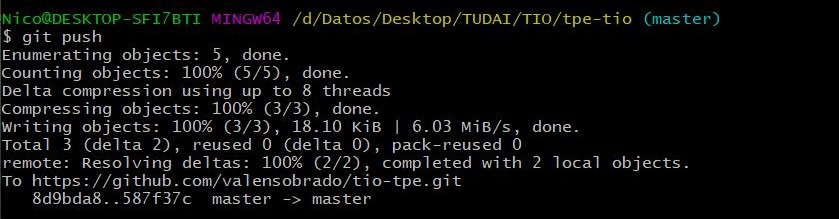 Nico@DESKTOP-SFI7BTI MINGW64 /d/Datos/Desktop/TUDAI/TIO/tpe-tio (master)
$ git push
Enumerating objects: 5, done.
Counting objects: 100% (5/5), done.
Delta compression using up to 8 threads
Compressing objects: 100% (3/3), done.
Writing objects: 100% (3/3), 18.10 KiB | 6.03 MiB/s, done.
Total 3 (delta 2), reused 0 (delta 0), pack-reused 0
remote: Resolving deltas: 100% (2/2), completed with 2 local objects.
To https://github.com/valensobrado/tio-tpe.git
   8d9bda8..587f37c  master -> master